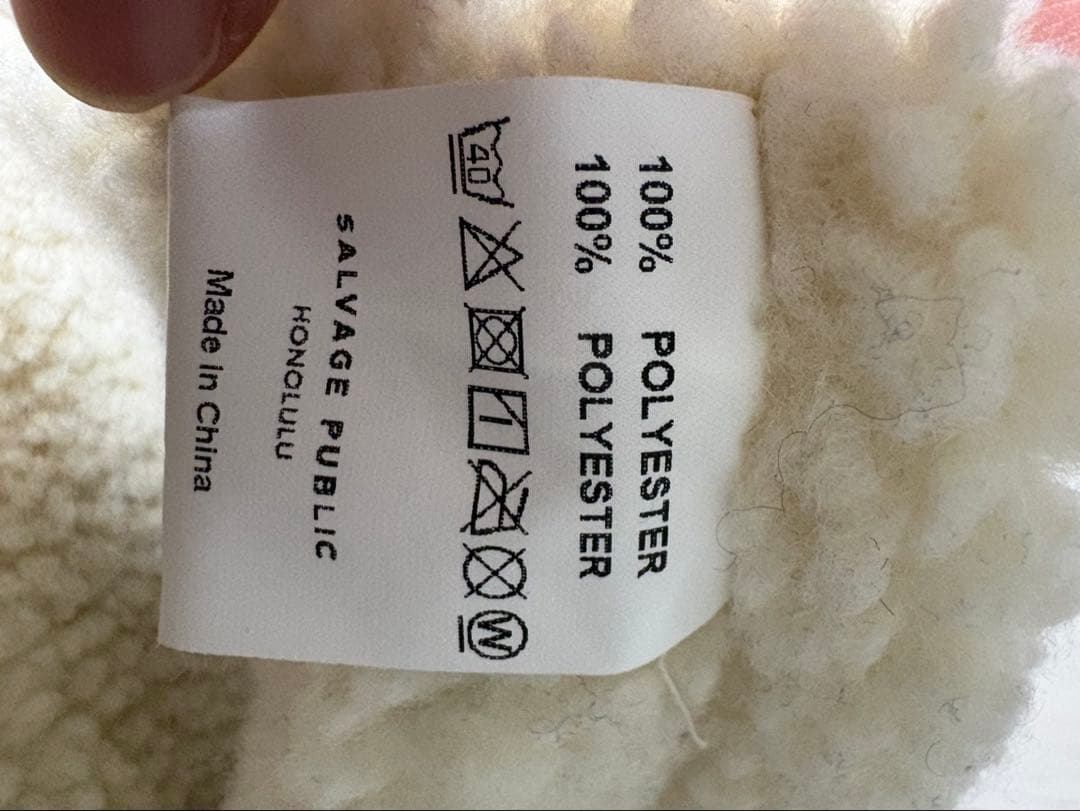 100% POLYESTER
100% POLYESTER
40
W
SALVAGE PUBLIC
HONOLULU
Made in China